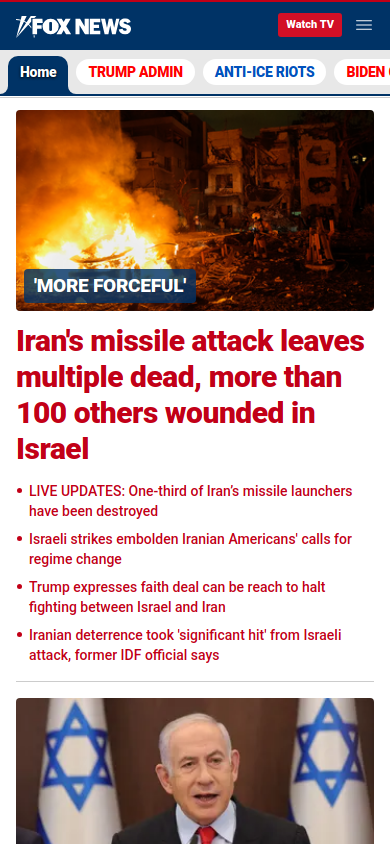 FOX NEWS
Watch TV
Home
TRUMP ADMIN
ANTI-ICE RIOTS
BIDEN
'MORE FORCEFUL'
Iran's missile attack leaves
multiple dead, more than
100 others wounded in
Israel
• LIVE UPDATES: One-third of Iran’s missile launchers
have been destroyed
• Israeli strikes embolden Iranian Americans' calls for
regime change
• Trump expresses faith deal can be reach to halt
fighting between Israel and Iran
• Iranian deterrence took 'significant hit' from Israeli
attack, former IDF official says